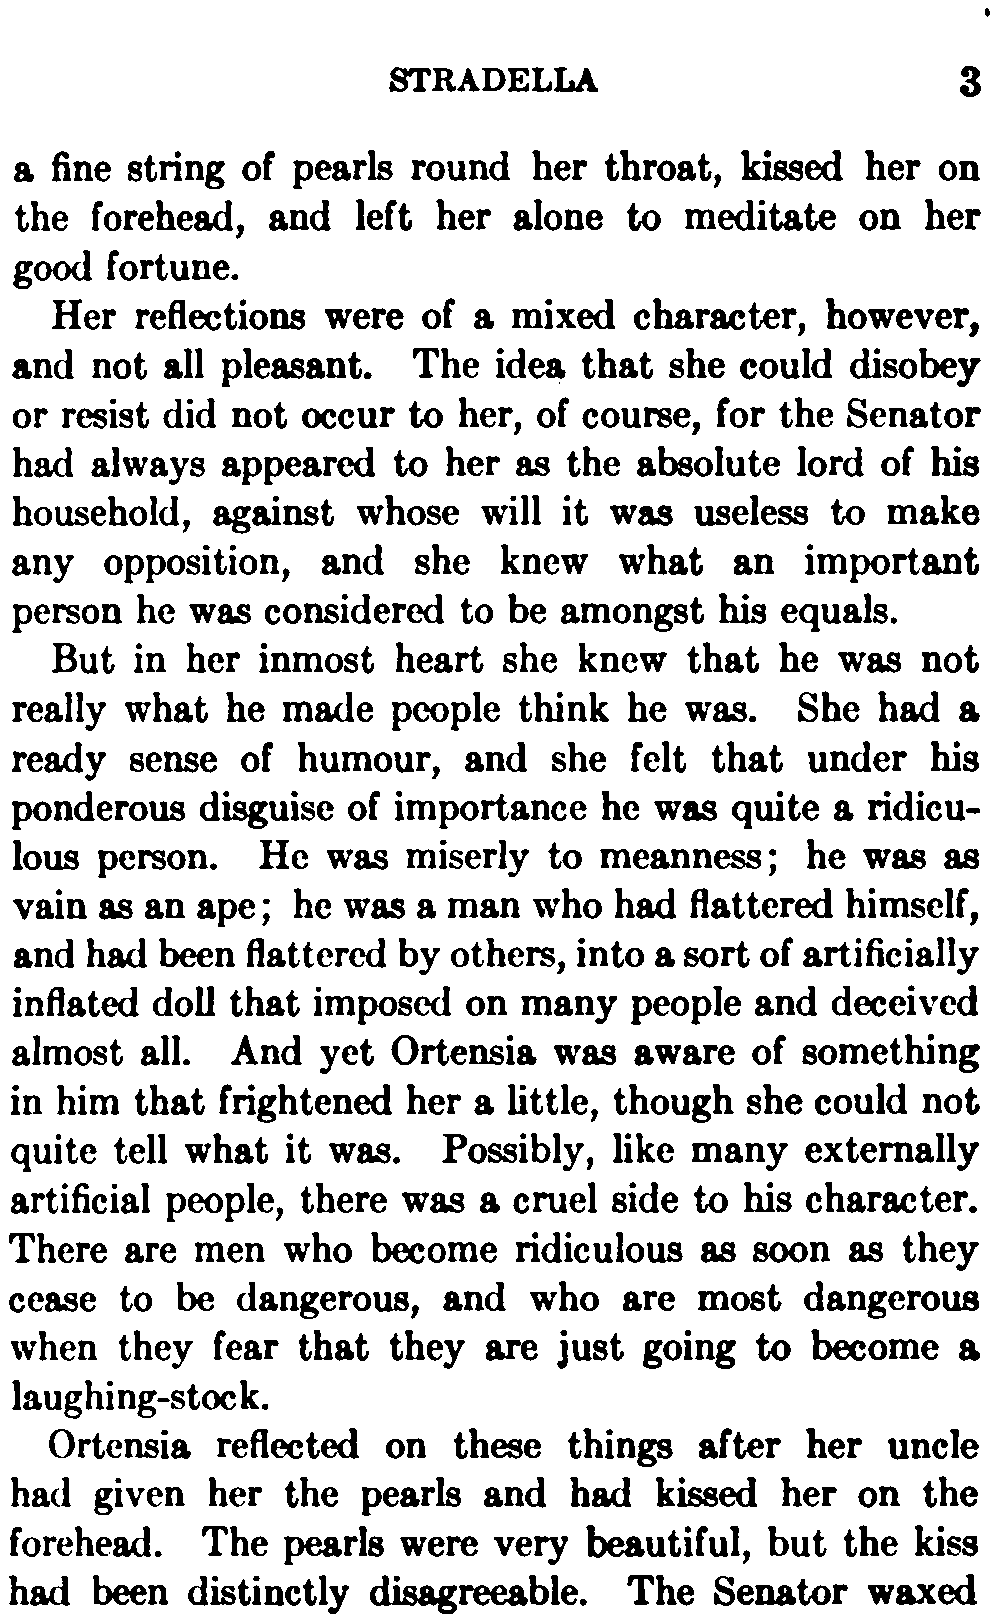 STRADELLA 3
a fine string of pearls round her throat, kissed her on
the forehead, and left her alone to meditate on her
good fortune.
Her reflections were of a mixed character, however,
and not all pleasant. The idea that she could disobey
or resist did not occur to her, of course, for the Senator
had always appeared to her as the absolute lord of his
household, against whose will it was useless to make
any opposition, and she knew what an important
person he was considered to be amongst his equals.
But in her inmost heart she knew that he was not
really what he made people think he was. She had a
ready sense of humour, and she felt that under his
ponderous disguise of importance he was quite a ridicu-
lous person. He was miserly to meanness; he was as
vain as an ape; he was a man who had flattered himself,
and had been flattered by others, into a sort of artificially
inflated doll that imposed on many people and deceived
almost all. And yet Ortensia was aware of something
in him that frightened her a little, though she could not
quite tell what it was. Possibly, like many externally
artificial people, there was a cruel side to his character.
There are men who become ridiculous as soon as they
cease to be dangerous, and who are most dangerous
when they fear that they are just going to become a
laughing-stock.
Ortensia reflected on these things after her uncle
had given her the pearls and had kissed her on the
forehead. The pearls were very beautiful, but the kiss
had been distinctly disagreeable. The Senator waxed